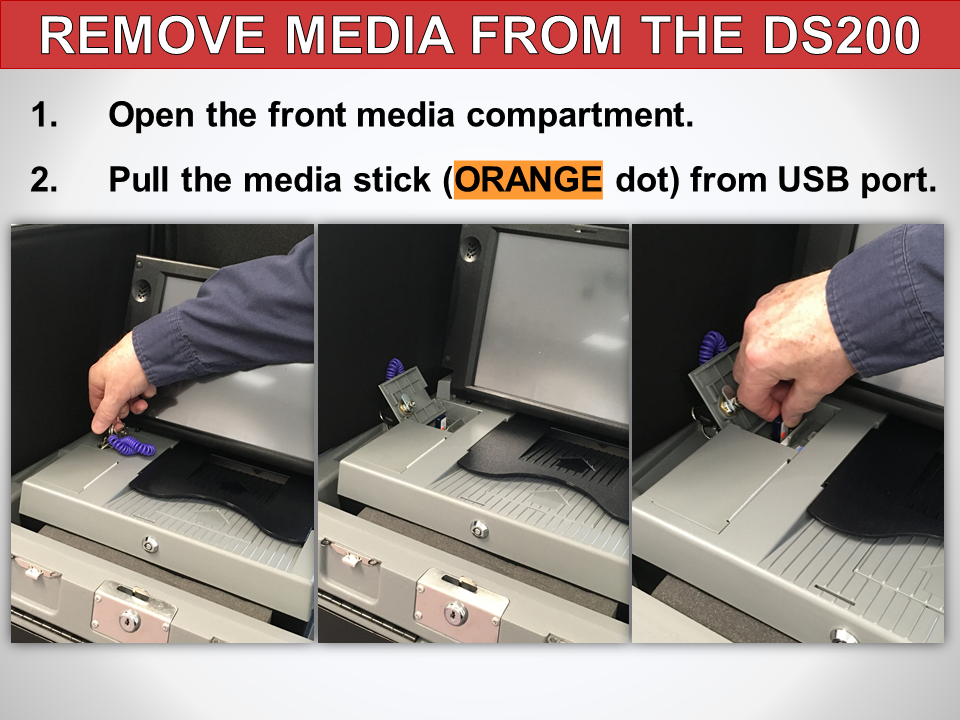 REMOVE MEDIA FROM THE DS200
1. Open the front media compartment.
2. Pull the media stick (ORANGE dot) from USB port.